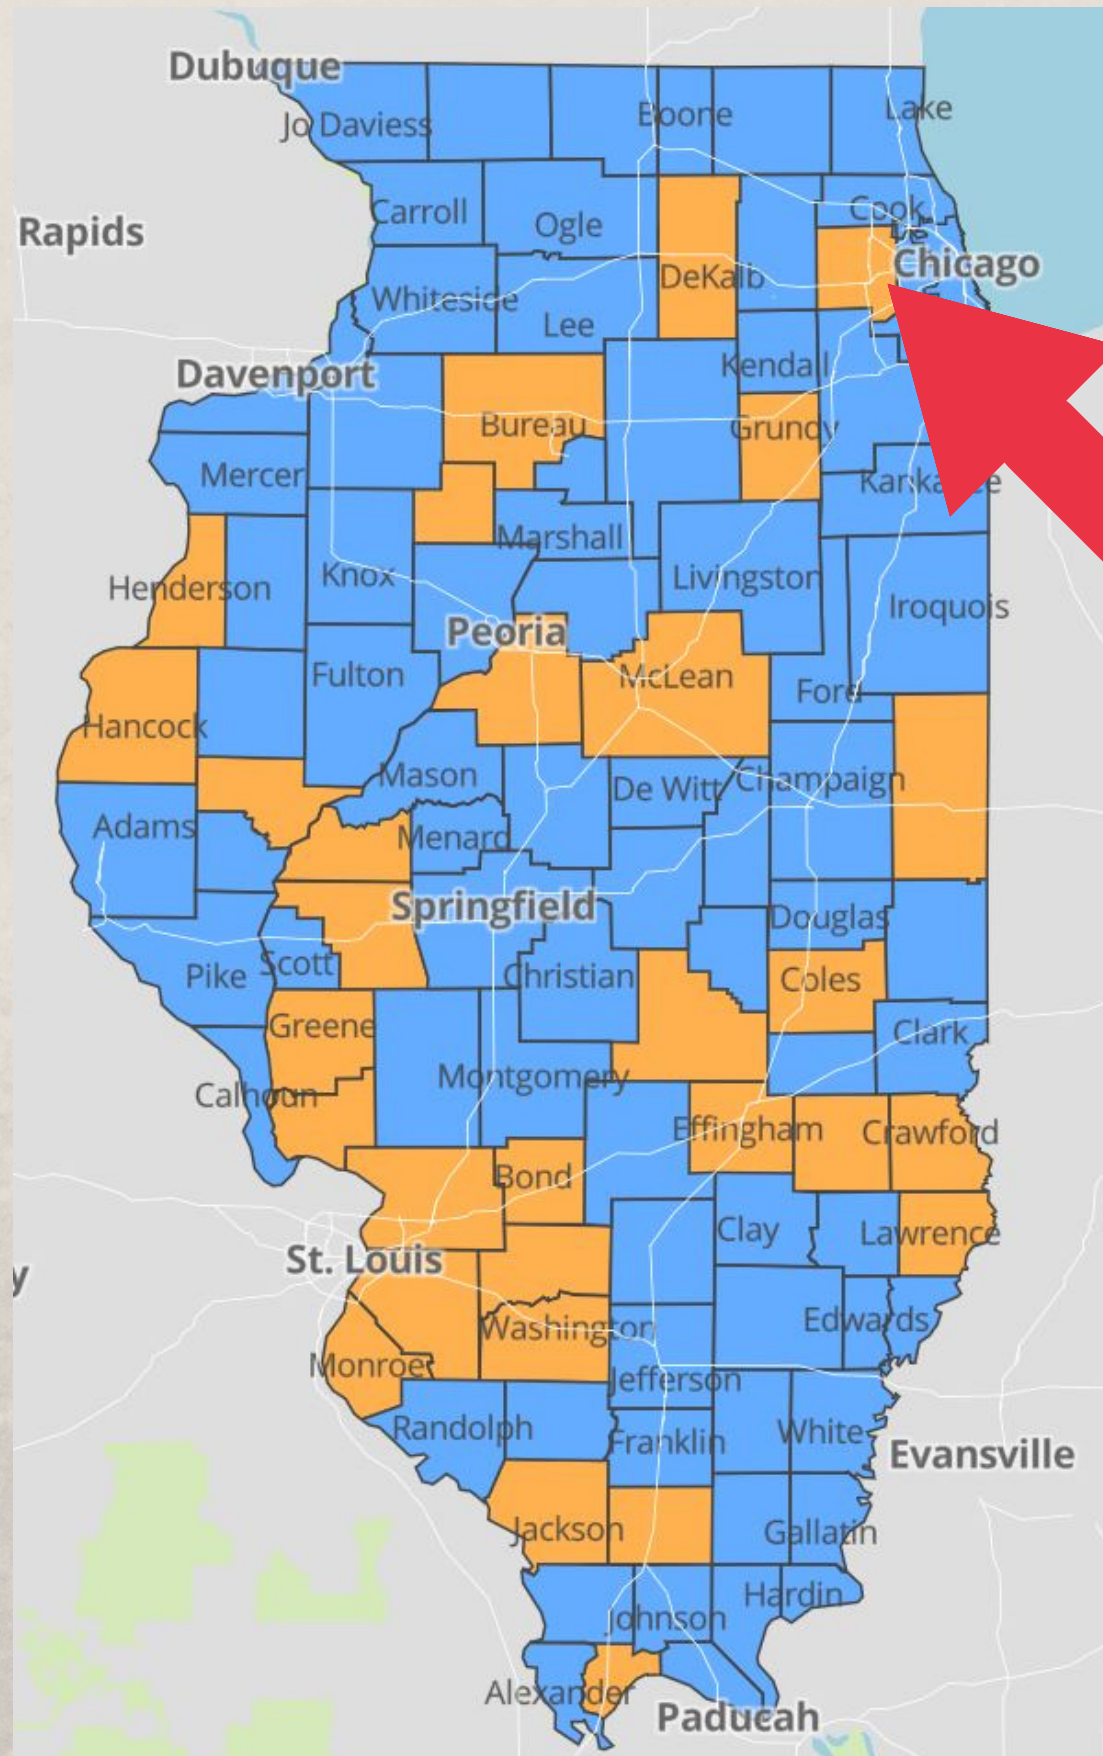 Dubuque
Jo Daviess
Boone
Lake
Carroll
Ogle
Cook
Rapids
DeKalb
Chicago
Whiteside
Lee
Kendall
Davenport
Bureau
Grundy
Mercer
Marshall
Knox
Livingston
Henderson
Iroquois
Peoria
Fulton
McLean
Ford
Hancock
Mason
De Witt
Champaign
Adams
Menard
Springfield
Douglas
Pike
Scott
Christian
Coles
Greene
Clark
Montgomery
Calhoun
Effingham
Crawford
Bond
Clay
Lawrence
St. Louis
y
Washington
Edwards
Monroe
Jefferson
Randolph
Franklin
White
Evansville
Jackson
Gallatin
Hardin
Johnson
Alexander
Paducah